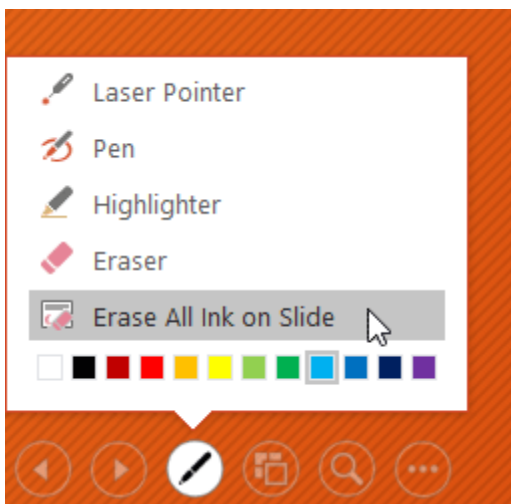 Laser Pointer
Pen
Highlighter
Eraser
Erase All Ink on Slide